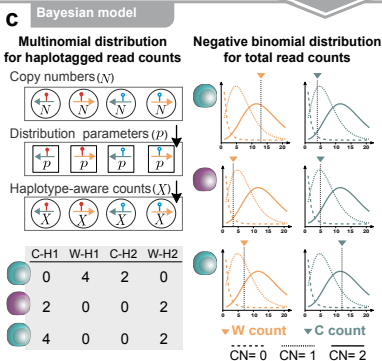 c Bayesian model
Multinomial distribution
for haplotagged read counts
Copy numbers (N)
N N N N
Distribution parameters (p)
p p p p
Haplotype-aware counts (X)
X X X X
C-H1 W-H1 C-H2 W-H2
0 4 2 0
2 0 0 2
4 0 0 2
Negative binomial distribution
for total read counts
0 5 10 15 20 0 5 10 15 20
0 5 10 15 20 0 5 10 15 20
0 5 10 15 20 0 5 10 15 20
W count C count
CN= 0 CN= 1 CN= 2